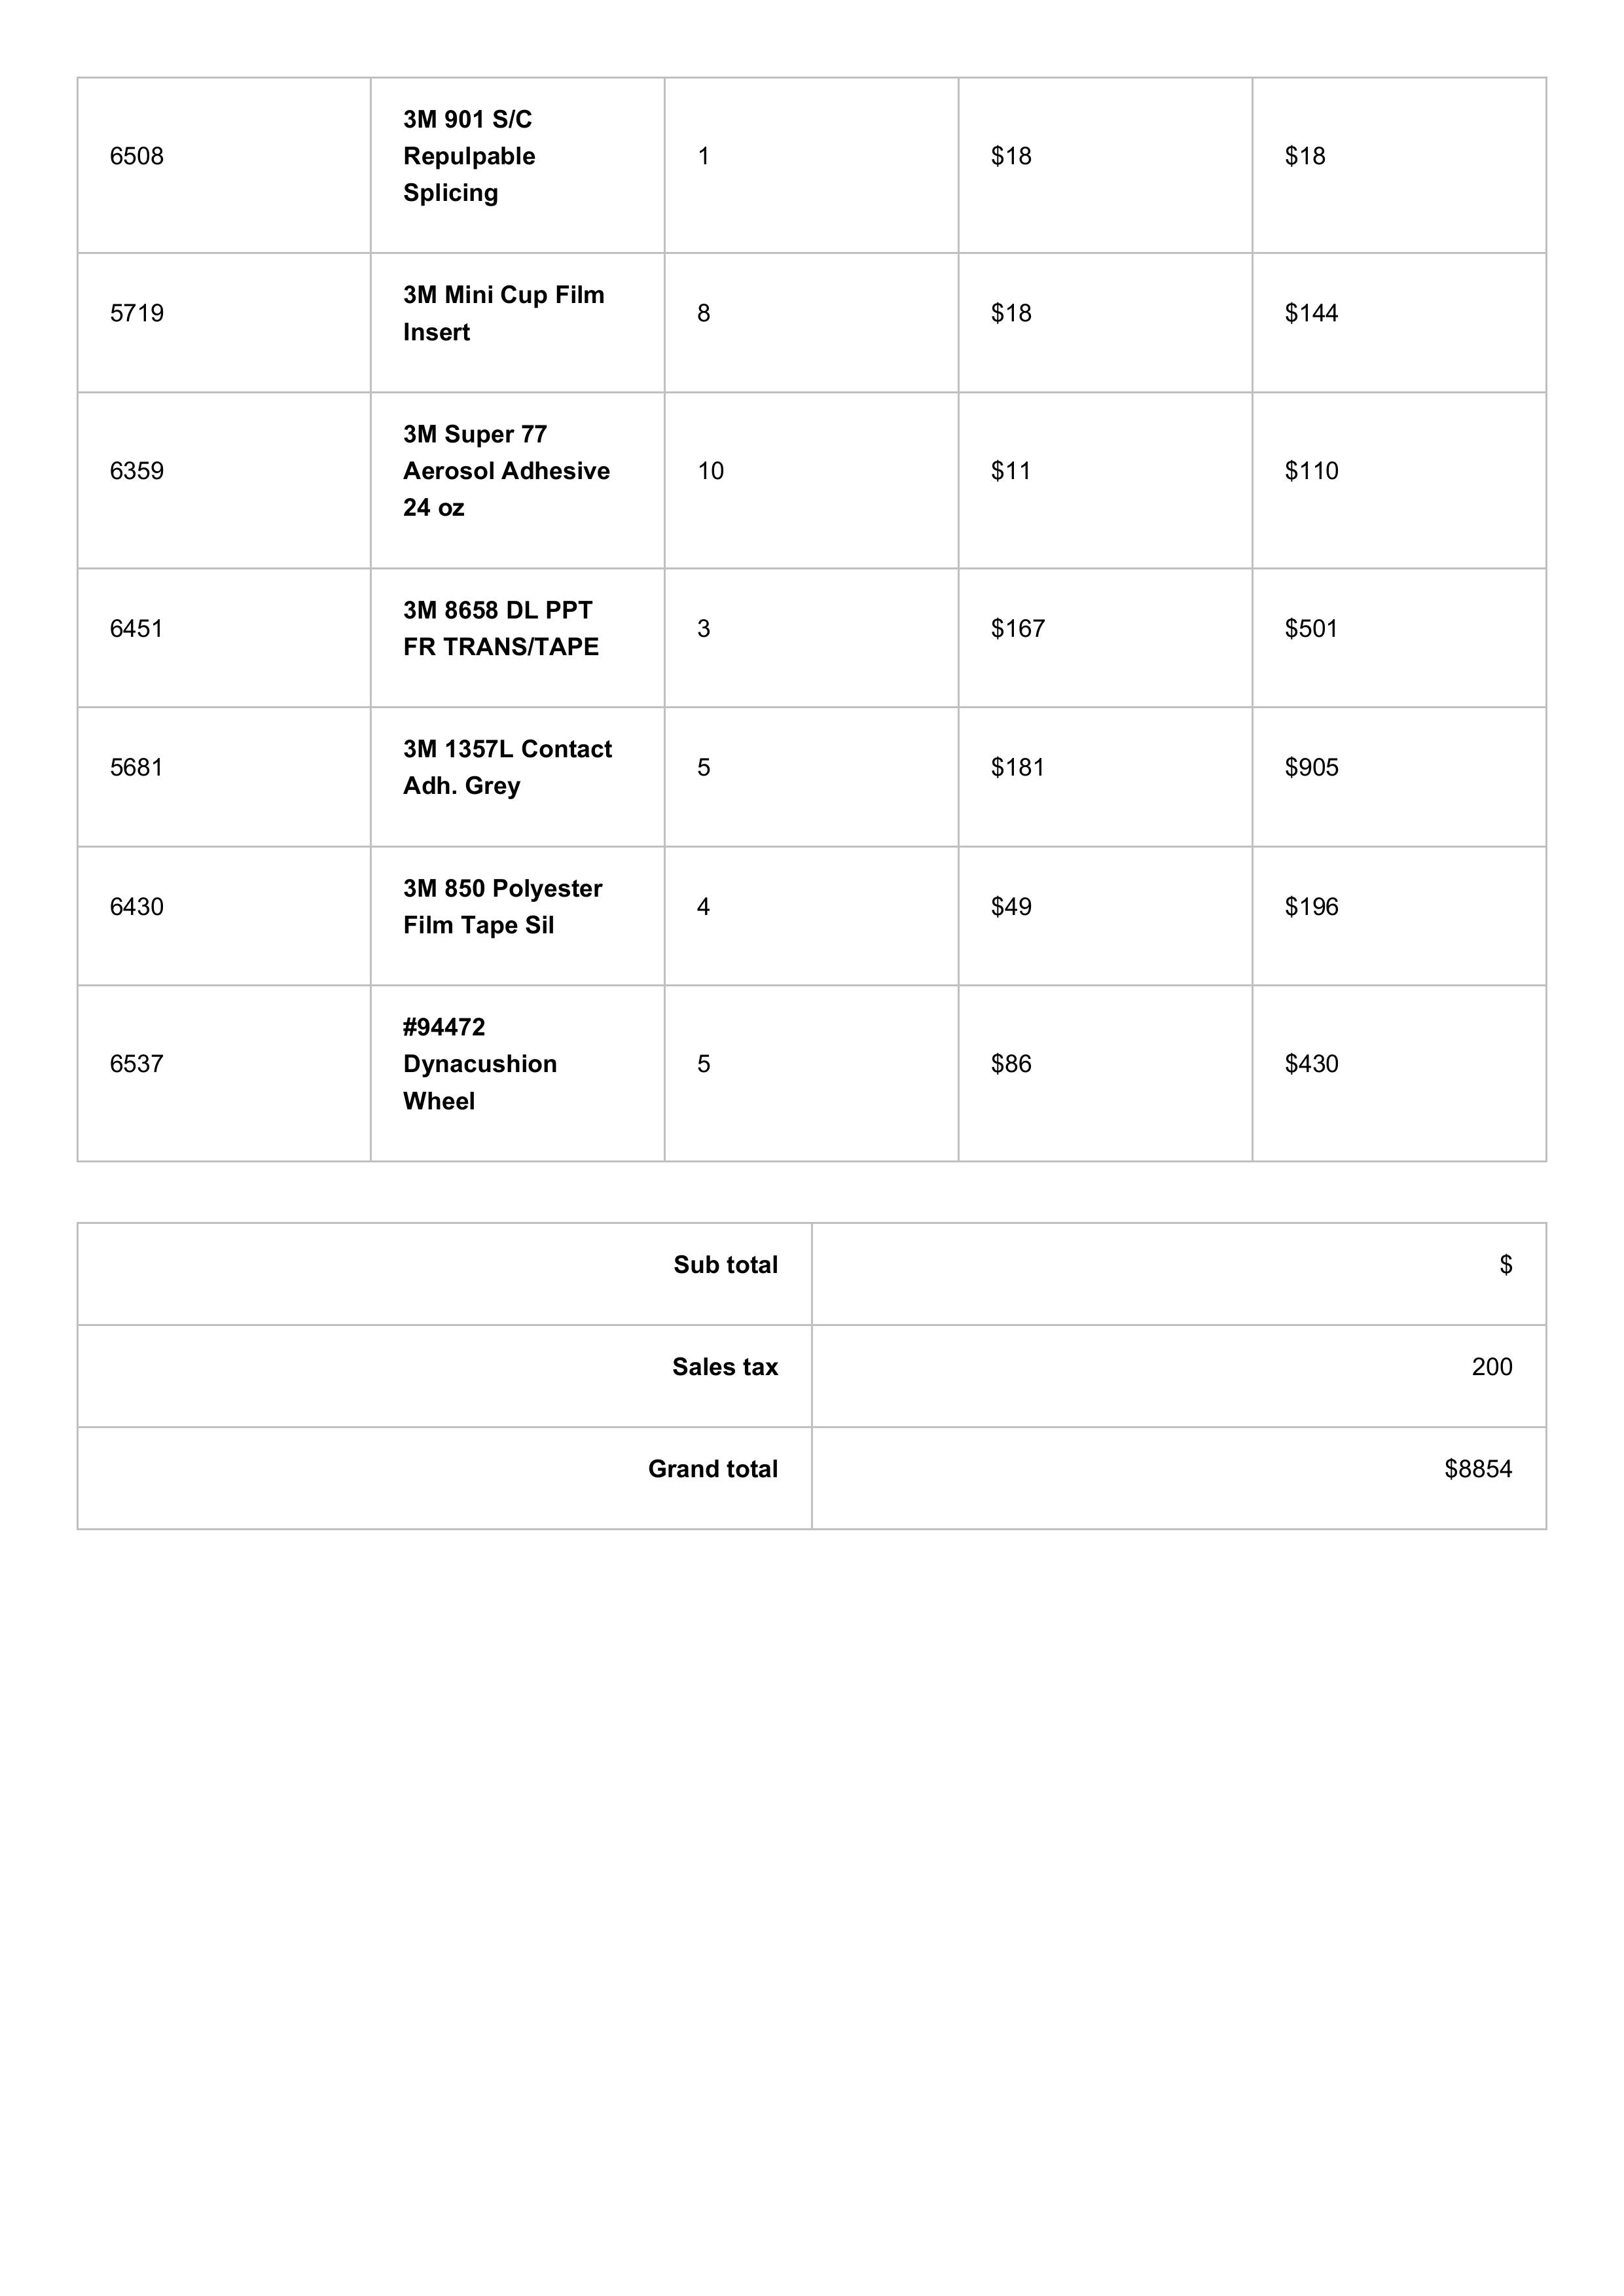 6508 3M 901 S/C Repulpable Splicing 1 $18 $18
5719 3M Mini Cup Film Insert 8 $18 $144
6359 3M Super 77 Aerosol Adhesive 24 oz 10 $11 $110
6451 3M 8658 DL PPT FR TRANS/TAPE 3 $167 $501
5681 3M 1357L Contact Adh. Grey 5 $181 $905
6430 3M 850 Polyester Film Tape Sil 4 $49 $196
6537 #94472 Dynacushion Wheel 5 $86 $430
Sub total $
Sales tax 200
Grand total $8854